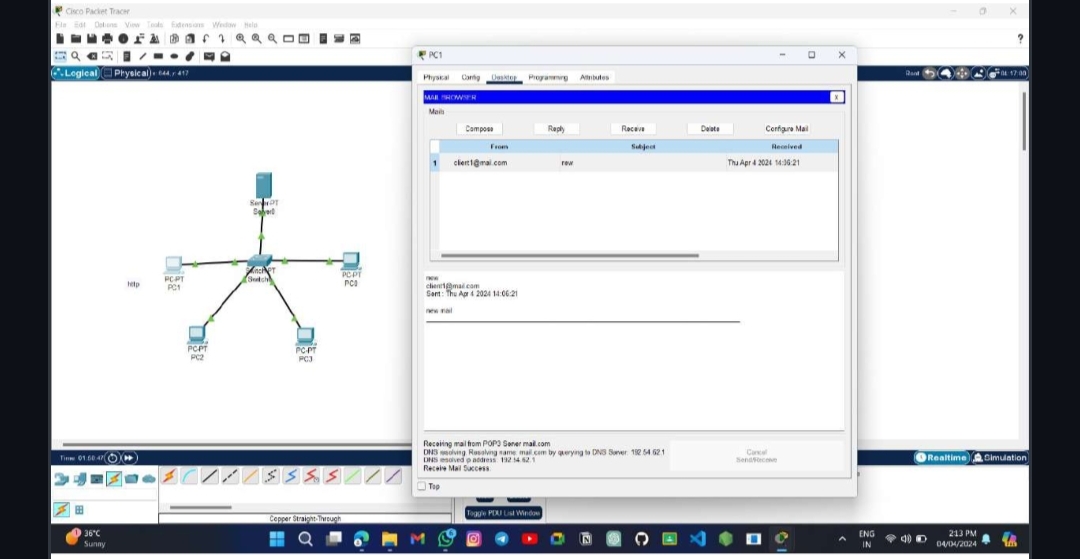 Cisco Packet Tracer
File Edit Options View Tools Extensions Window Help
?
Logical Physical x: 644, y: 417
Root
PC1
Physical Config Desktop Programming Attributes
MAIL BROWSER
X
Mails
Compose Reply Receive Delete Configure Mail
From Subject Received
1 client1@mail.com new Thu Apr 4 2024 14:06:21
new
client1@mail.com
Sent : Thu Apr 4 2024 14:06:21
new mail
Receiving mail from POP3 Server mail.com
DNS resolving. Resolving name: mail.com by querying to DNS Server: 192.54.62.1
DNS resolved ip address: 192.54.62.1
Receive Mail Success.
Cancel
Send/Receive
Top
Server-PT
Server0
Switch-PT
Switch0
PC-PT
PC1
PC-PT
PC0
http
PC-PT
PC2
PC-PT
PC3
Realtime Simulation
Copper Straight-Through
Toggle PDU List Window
36°C
Sunny
ENG
IN
2:13 PM
04/04/2024